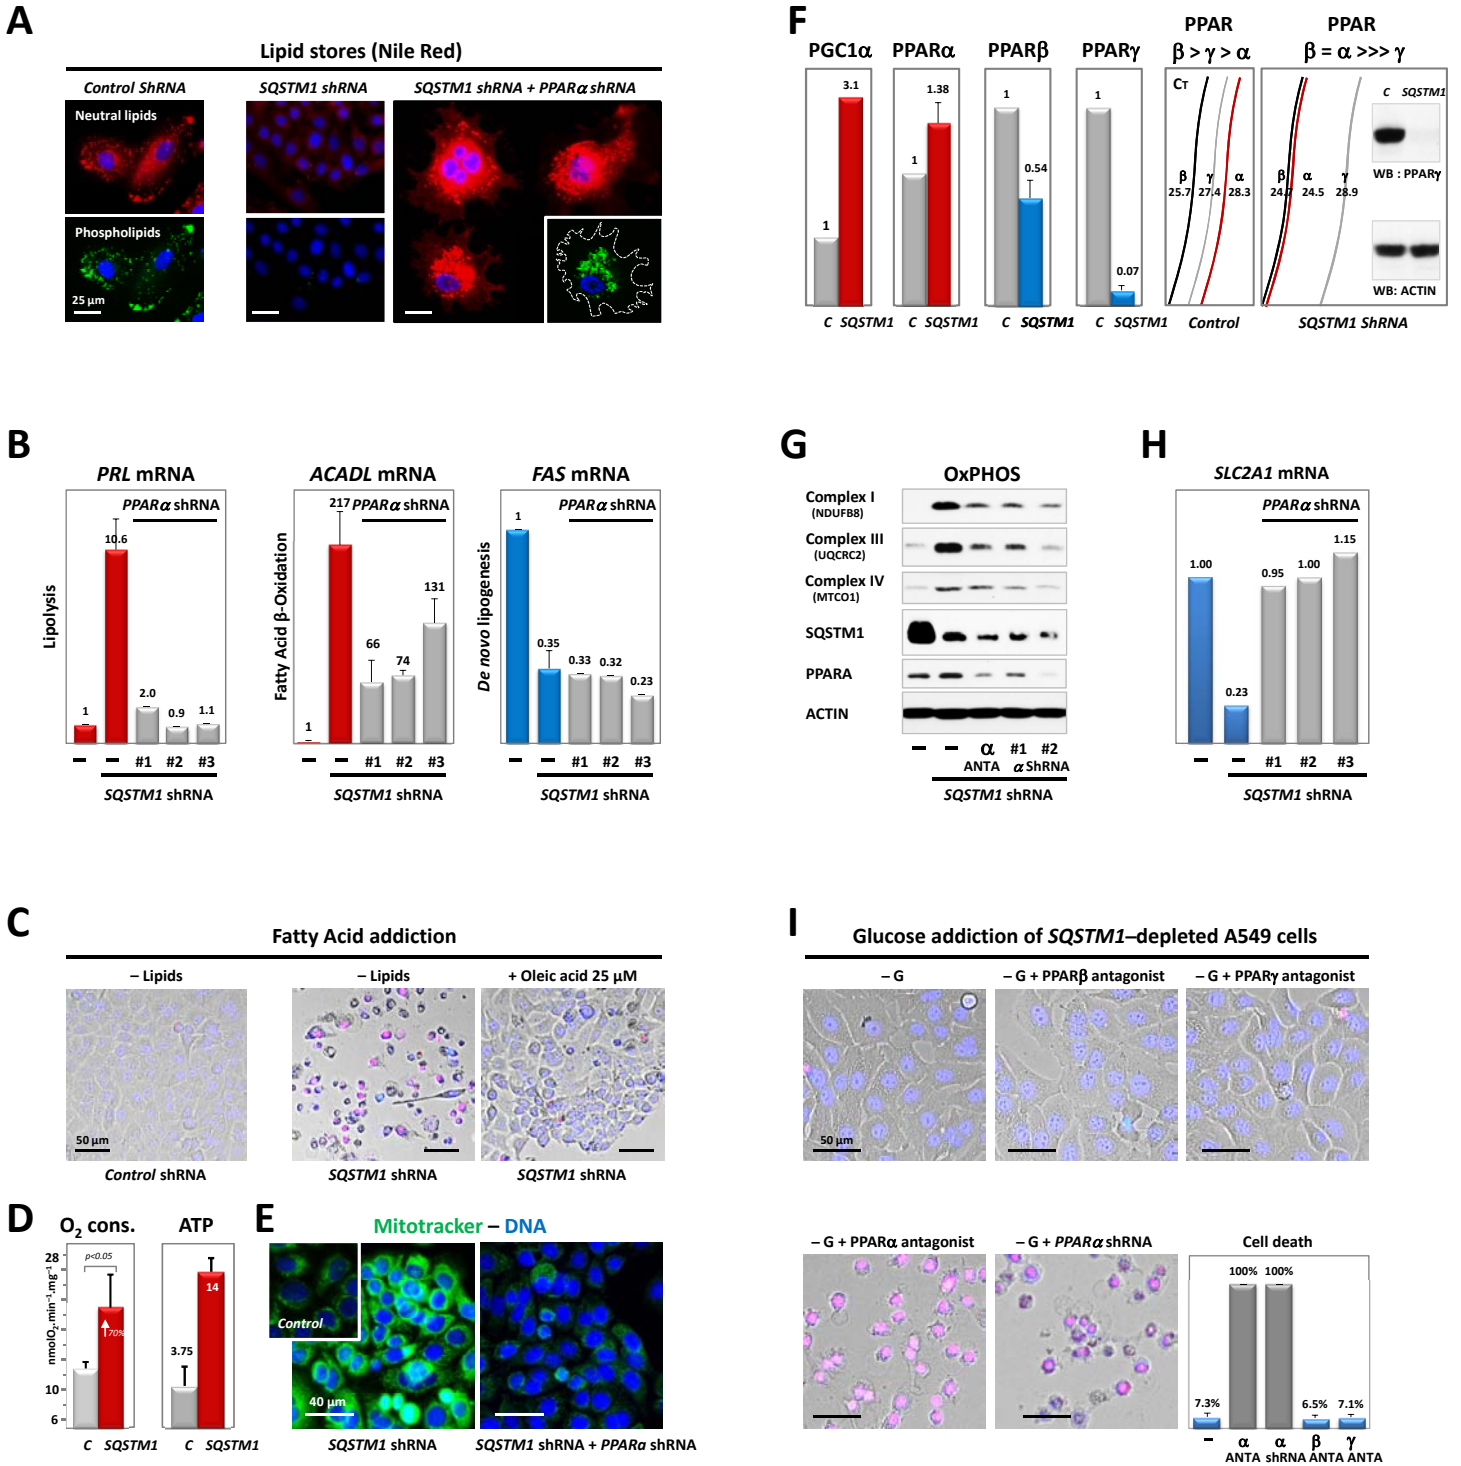 A
Lipid stores (Nile Red)
Control ShRNA
SQSTM1 shRNA
SQSTM1 shRNA + PPARα shRNA
Neutral lipids
Phospholipids
25 µm
B
PRL mRNA
PPARα shRNA
Lipolysis
1
10.6
2.0
0.9
1.1
– – #1 #2 #3
SQSTM1 shRNA
ACADL mRNA
PPARα shRNA
Fatty Acid β-Oxidation
1
217
66
74
131
– – #1 #2 #3
SQSTM1 shRNA
FAS mRNA
PPARα shRNA
De novo lipogenesis
1
0.35
0.33
0.32
0.23
– – #1 #2 #3
SQSTM1 shRNA
C
Fatty Acid addiction
– Lipids
– Lipids
+ Oleic acid 25 µM
50 µm
Control shRNA
SQSTM1 shRNA
SQSTM1 shRNA
D
O2 cons.
nmolO2·min-1·mg-1
28
10
6
p<0.05
70%
C SQSTM1
ATP
3.75
14
C SQSTM1
E
Mitotracker – DNA
Control
40 µm
SQSTM1 shRNA
SQSTM1 shRNA + PPARα shRNA
F
PGC1α
1
3.1
C SQSTM1
PPARα
1
1.38
C SQSTM1
PPARβ
1
0.54
C SQSTM1
PPARγ
1
0.07
C SQSTM1
PPAR
β > γ > α
CT
β γ α
25.7 27.4 28.3
Control
PPAR
β = α >>> γ
β α γ
24.7 24.5 28.9
SQSTM1 ShRNA
C SQSTM1
WB : PPARγ
WB: ACTIN
G
OxPHOS
Complex I
(NDUFB8)
Complex III
(UQCRC2)
Complex IV
(MTCO1)
SQSTM1
PPARA
ACTIN
– – α #1 #2
ANTA α ShRNA
SQSTM1 shRNA
H
SLC2A1 mRNA
PPARα shRNA
1.00
0.23
0.95
1.00
1.15
– – #1 #2 #3
SQSTM1 shRNA
I
Glucose addiction of SQSTM1–depleted A549 cells
– G
– G + PPARβ antagonist
– G + PPARγ antagonist
50 µm
– G + PPARα antagonist
– G + PPARα shRNA
Cell death
7.3%
100%
100%
6.5%
7.1%
– α α β γ
ANTA shRNA ANTA ANTA